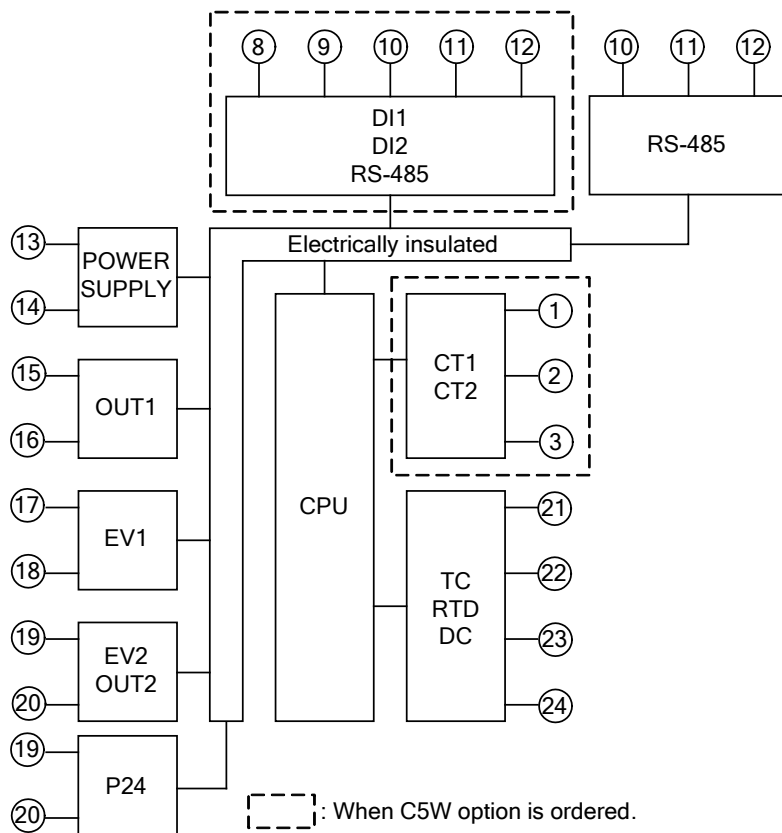 8 9 10 11 12
10 11 12
DI1
DI2
RS-485
RS-485
Electrically insulated
13
14
POWER
SUPPLY
15
16
OUT1
17
18
EV1
19
20
EV2
OUT2
19
20
P24
CPU
CT1
CT2
1
2
3
TC
RTD
DC
21
22
23
24
: When C5W option is ordered.